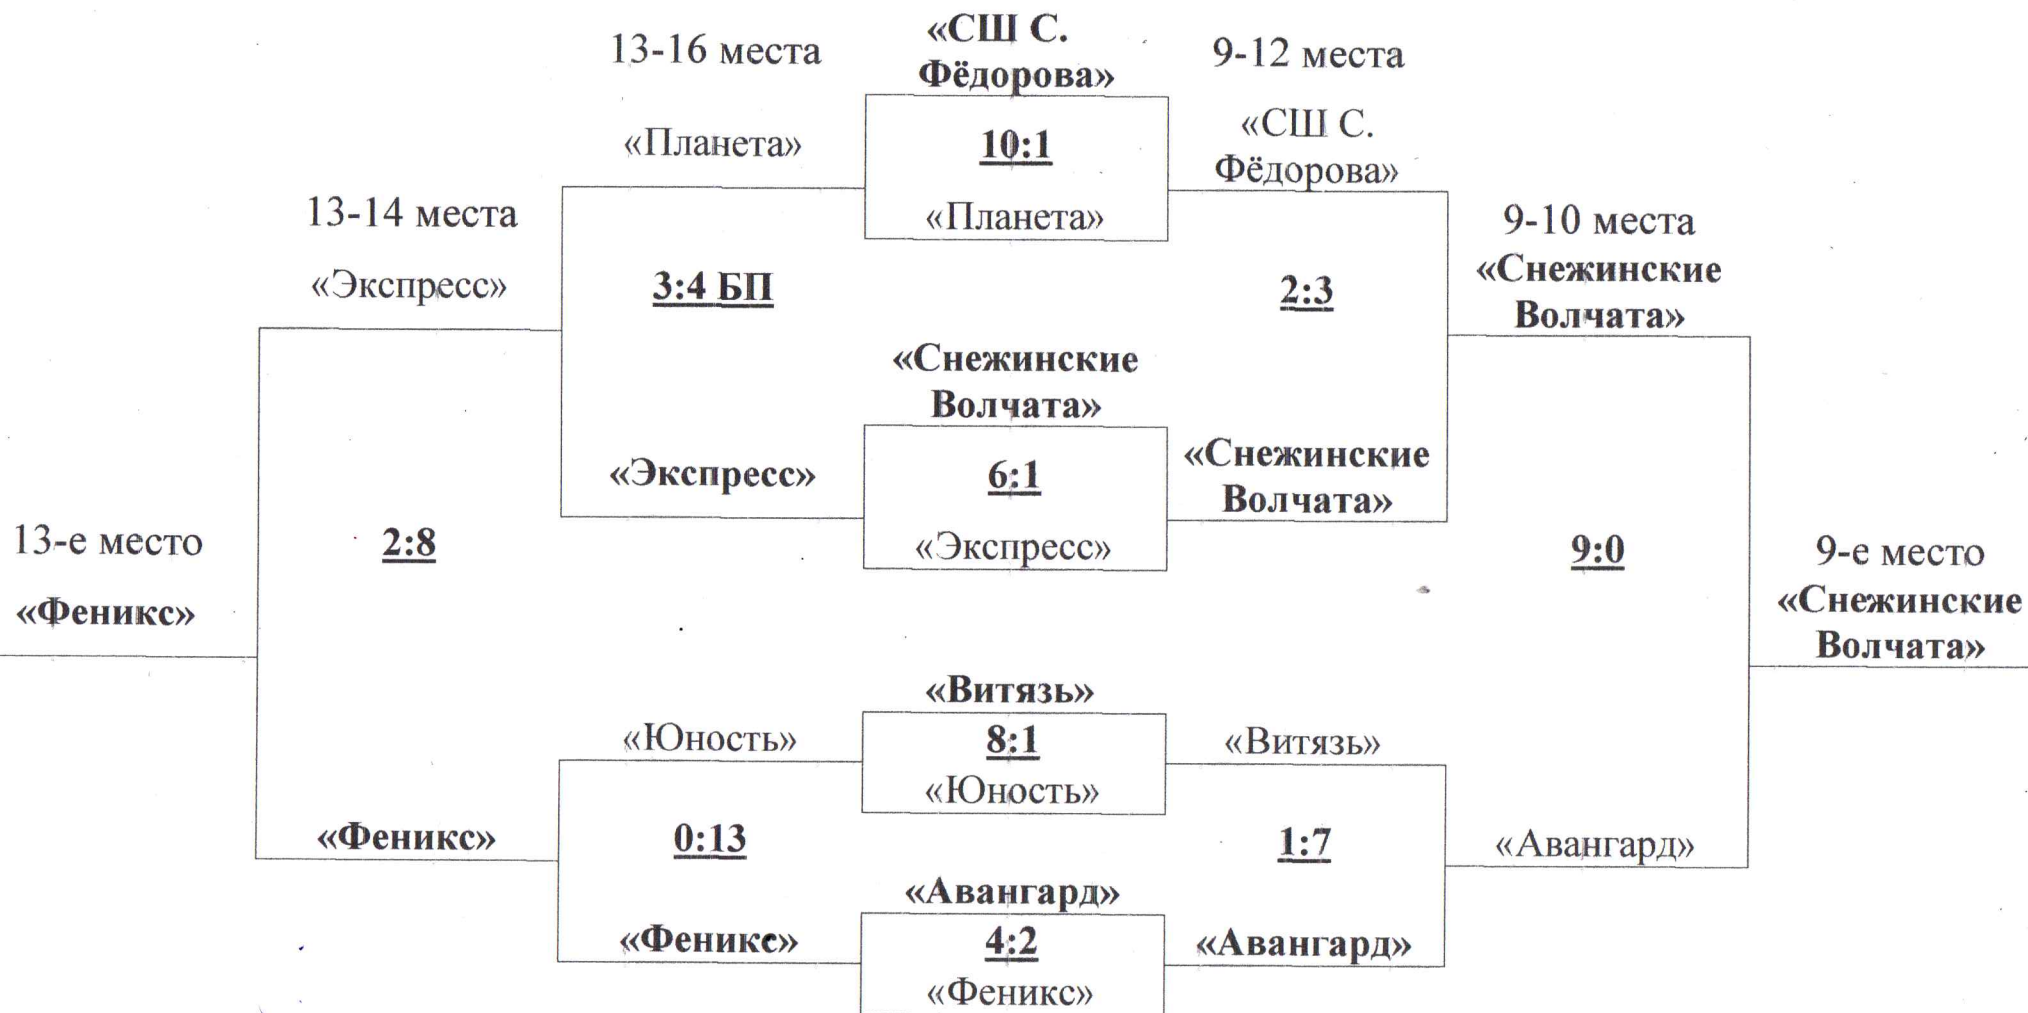 «СШ С.
Фёдорова»
13-16 места
9-12 места
«Планета»
10:1
«СШ С.
Фёдорова»
13-14 места
«Планета»
9-10 места
«Экспресс»
3:4 БП
2:3
«Снежинские
Волчата»
«Снежинские
Волчата»
«Экспресс»
6:1
«Снежинские
Волчата»
13-е место
2:8
«Экспресс»
9:0
9-е место
«Феникс»
«Снежинские
Волчата»
«Витязь»
«Юность»
8:1
«Витязь»
«Юность»
«Феникс»
0:13
1:7
«Авангард»
«Авангард»
«Феникс»
4:2
«Авангард»
«Феникс»